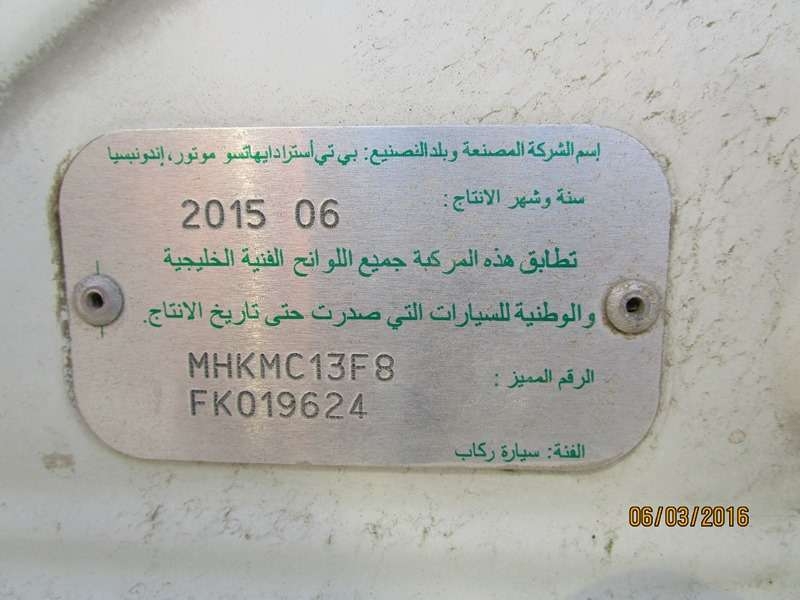 إسم الشركة المصنعة وبلد التصنيع: بي تي أسترا دايهاتسو موتور، إندونيسيا
سنة وشهر الانتاج:
2015 06
تطابق هذه المركبة جميع اللوائح الفنية الخليجية
والوطنية للسيارات التي صدرت حتى تاريخ الانتاج.
الرقم المميز:
MHKMC13F8
FK019624
الفئة: سيارة ركاب
06/03/2016